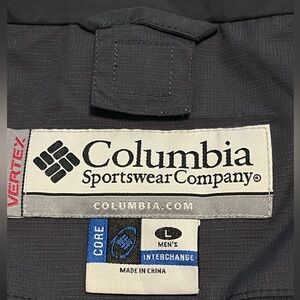 VERTEX
Columbia
Sportswear Company®
COLUMBIA.COM
CORE
L
MEN'S
INTERCHANGE
MADE IN CHINA